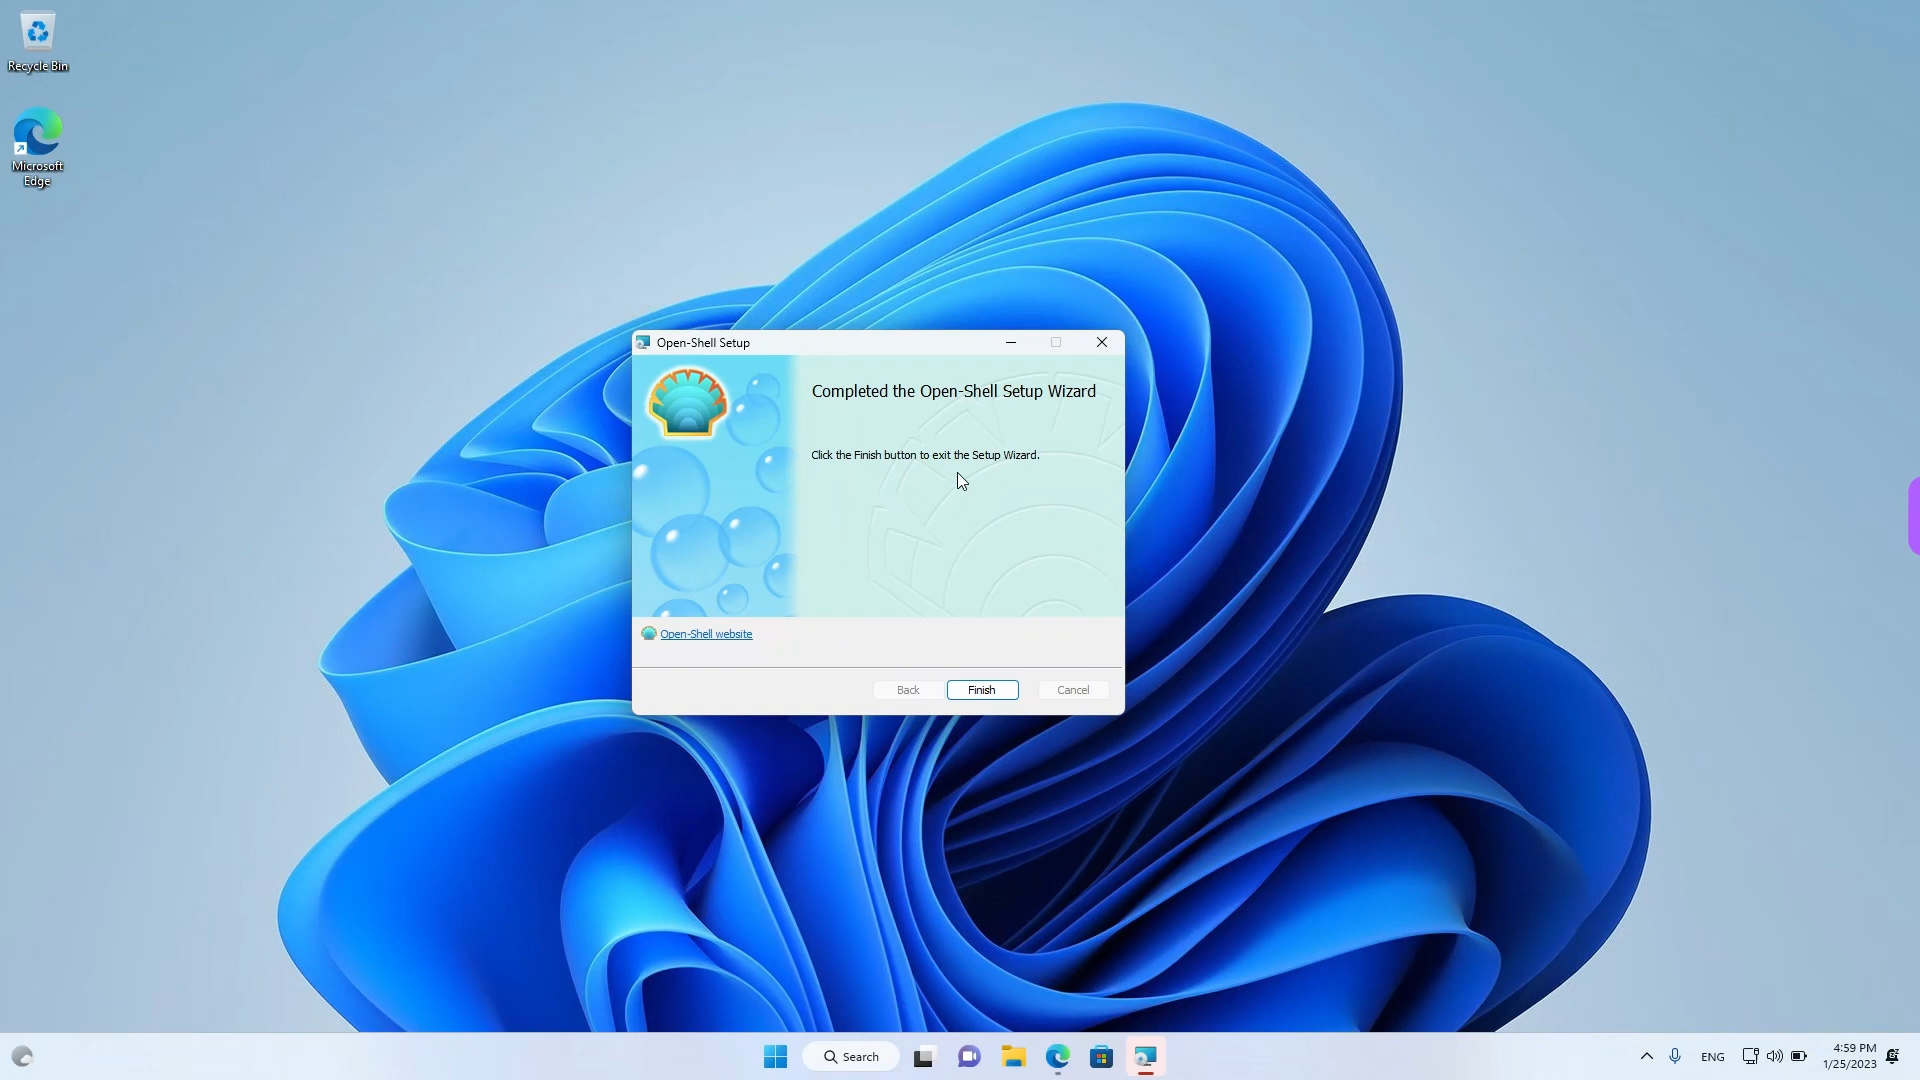 Recycle Bin
Microsoft
Edge
Open-Shell Setup
Completed the Open-Shell Setup Wizard
Click the Finish button to exit the Setup Wizard.
Open-Shell website
Back
Finish
Cancel
Search
ENG
4:59 PM
1/25/2023